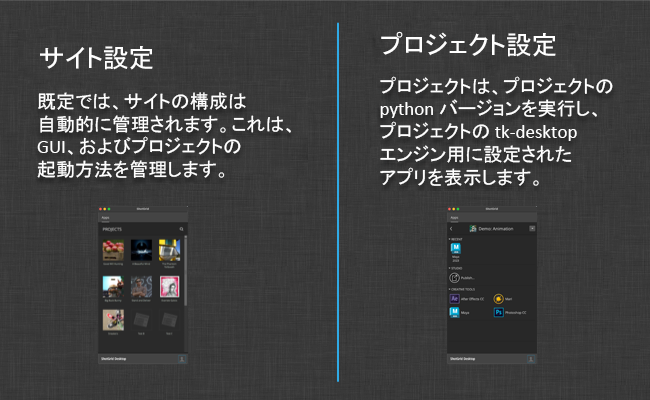 サイト設定
既定では、サイトの構成は
自動的に管理されます。これは、
GUI、およびプロジェクトの
起動方法を管理します。
PROJECTS
Shotgrid Desktop
プロジェクト設定
プロジェクトは、プロジェクトの
python バージョンを実行し、
プロジェクトの tk-desktop
エンジン用に設定された
アプリを表示します。
Demo: Animation
RECENT
Maya
STUDIO
Publish...
CREATIVE TOOLS
After Effects CC
Mari
Maya
Photoshop CC
Shotgrid Desktop